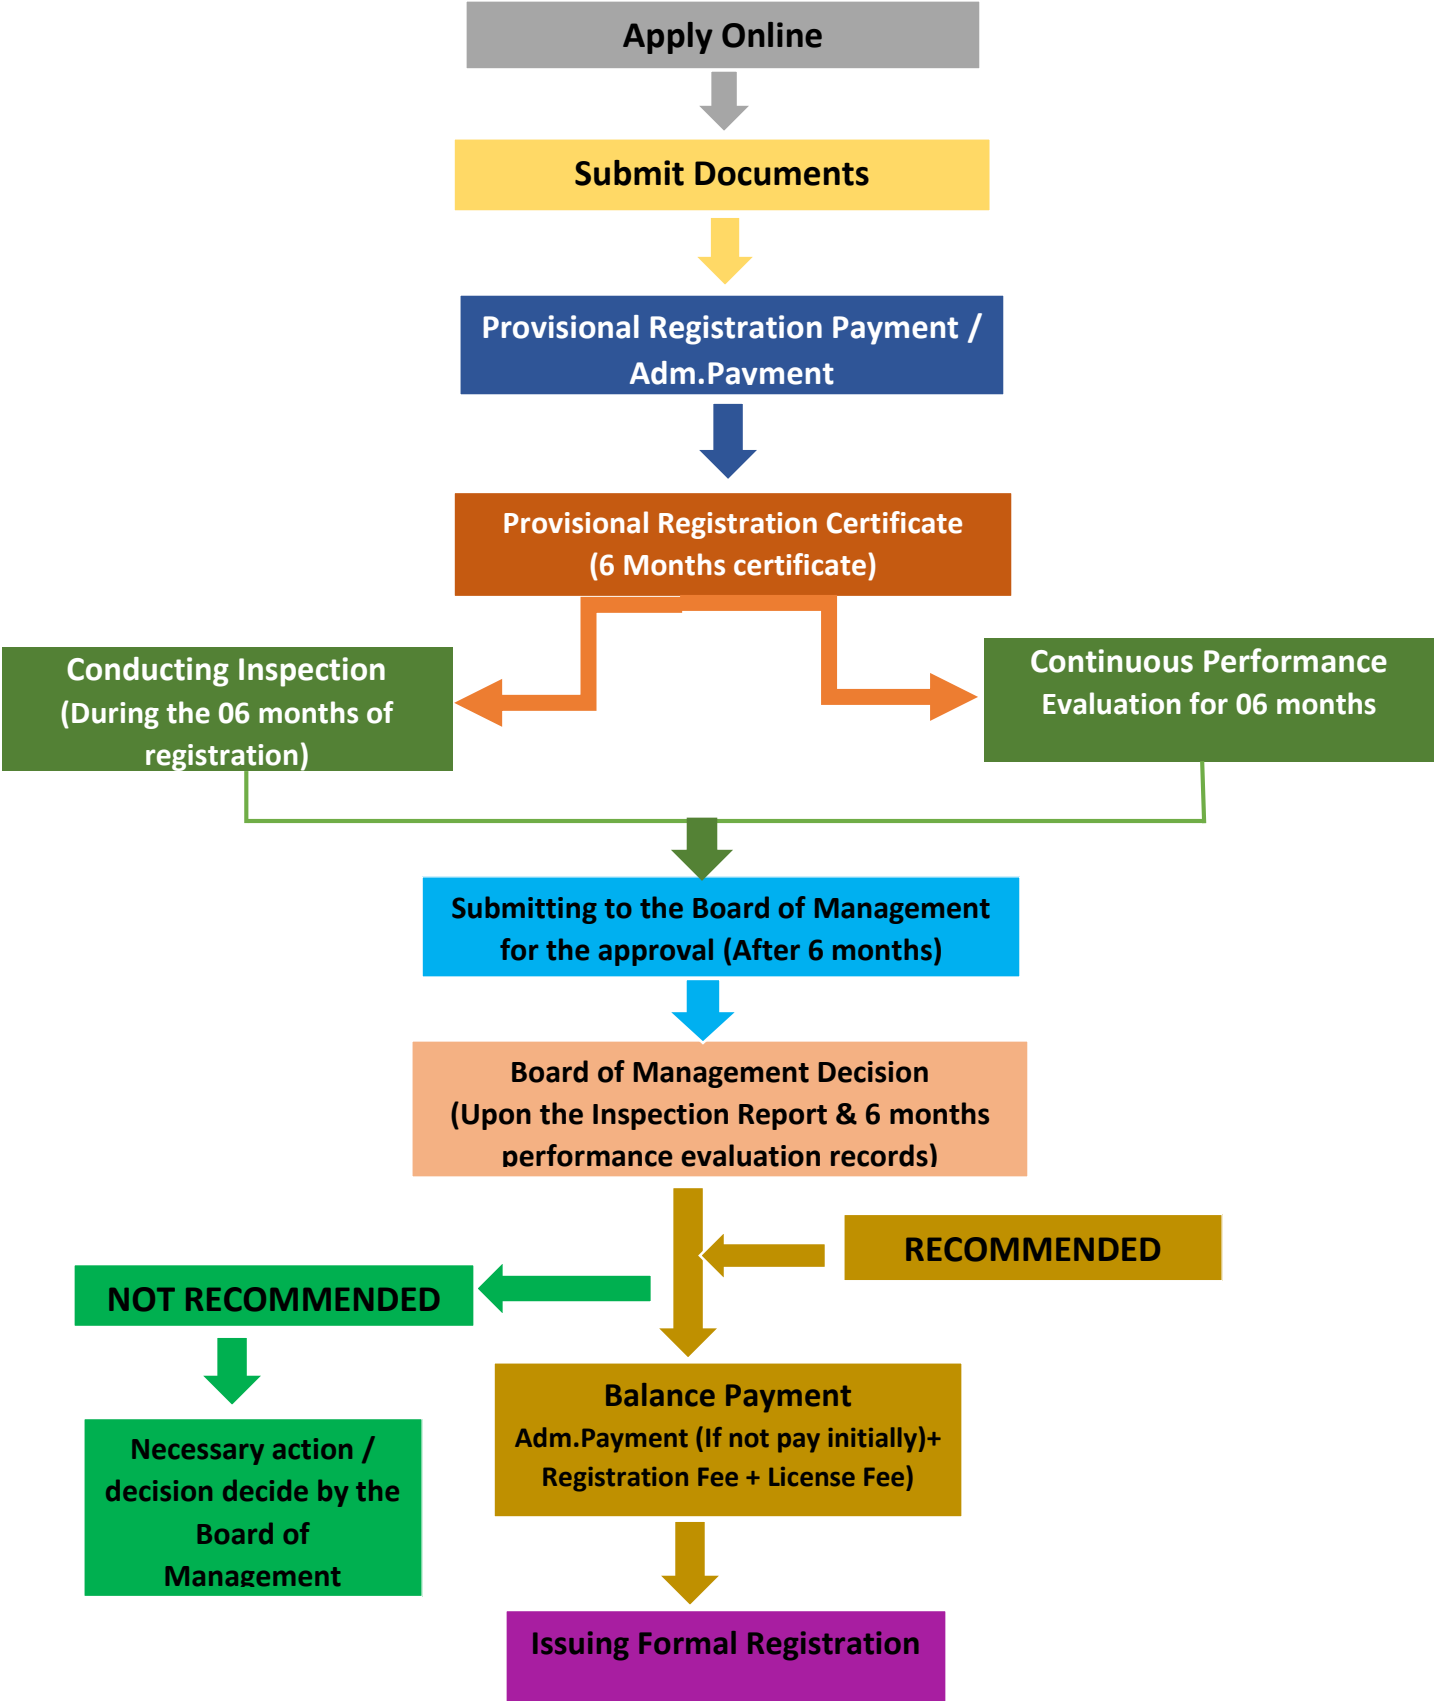 Apply Online
Submit Documents
Provisional Registration Payment /
Adm.Payment
Provisional Registration Certificate
(6 Months certificate)
Conducting Inspection
(During the 06 months of
registration)
Continuous Performance
Evaluation for 06 months
Submitting to the Board of Management
for the approval (After 6 months)
Board of Management Decision
(Upon the Inspection Report & 6 months
performance evaluation records)
RECOMMENDED
NOT RECOMMENDED
Balance Payment
Adm.Payment (If not pay initially)+
Registration Fee + License Fee)
Necessary action /
decision decide by the
Board of
Management
Issuing Formal Registration